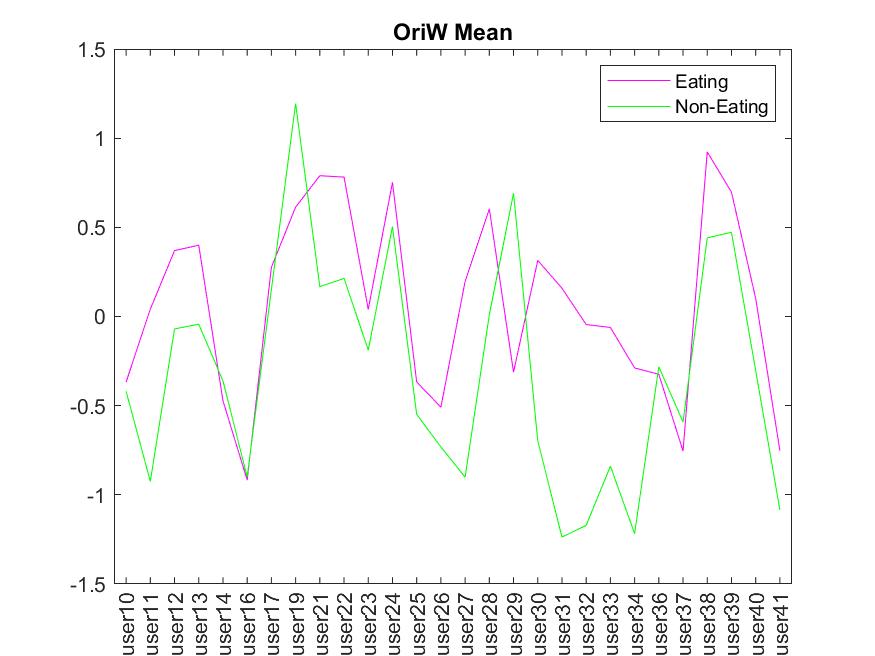 OriW Mean
1.5
1
0.5
0
-0.5
-1
-1.5
Eating
Non-Eating
user10
user11
user12
user13
user14
user16
user17
user19
user21
user22
user23
user24
user25
user26
user27
user28
user29
user30
user31
user32
user33
user34
user36
user37
user38
user39
user40
user41